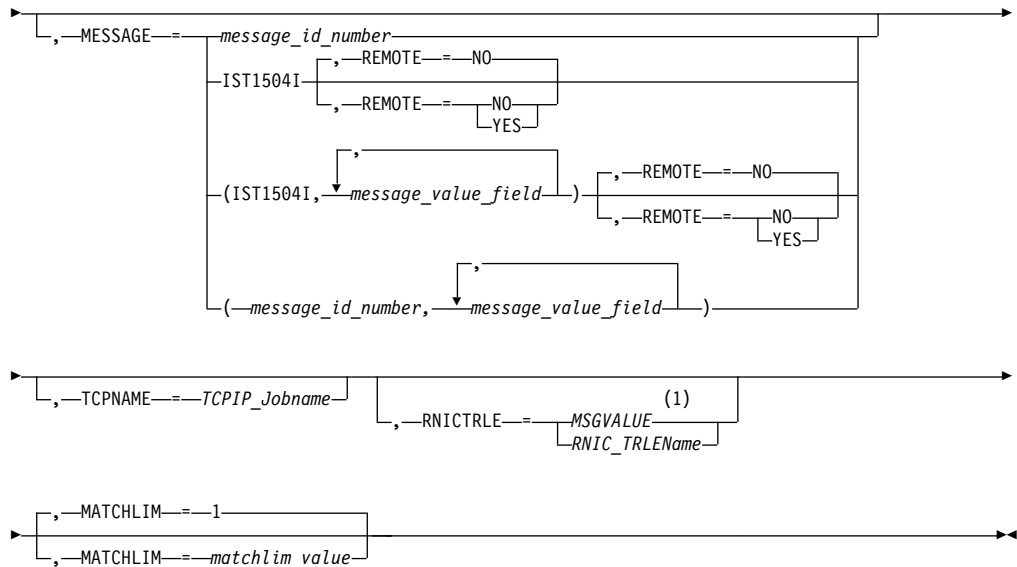 , MESSAGE = message_id_number
, REMOTE = NO
IST1504I
, REMOTE = NO
YES
,
, REMOTE = NO
(IST1504I, message_value_field )
, REMOTE = NO
YES
,
( message_id_number, message_value_field )
, TCPNAME = TCPIP_Jobname
(1)
, RNICTRLE = MSGVALUE
RNIC_TRLEName
, MATCHLIM = 1
, MATCHLIM = matchlim value